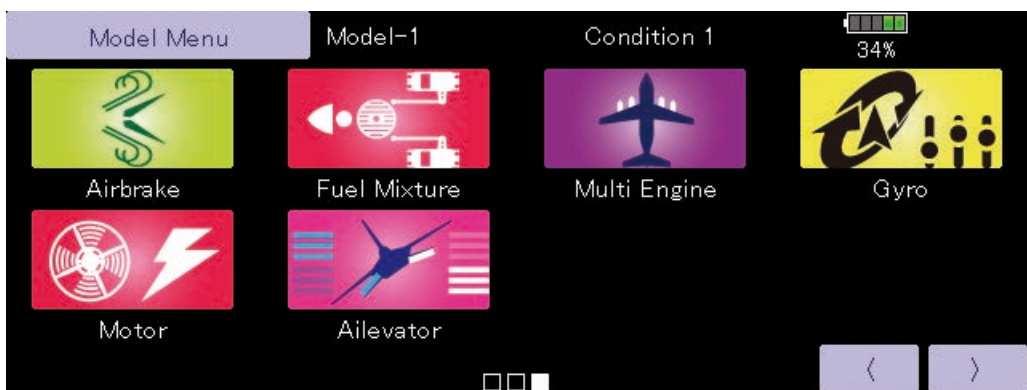 Model Menu Model-1 Condition 1 34%
Airbrake Fuel Mixture Multi Engine Gyro
Motor Ailevator
〈 〉